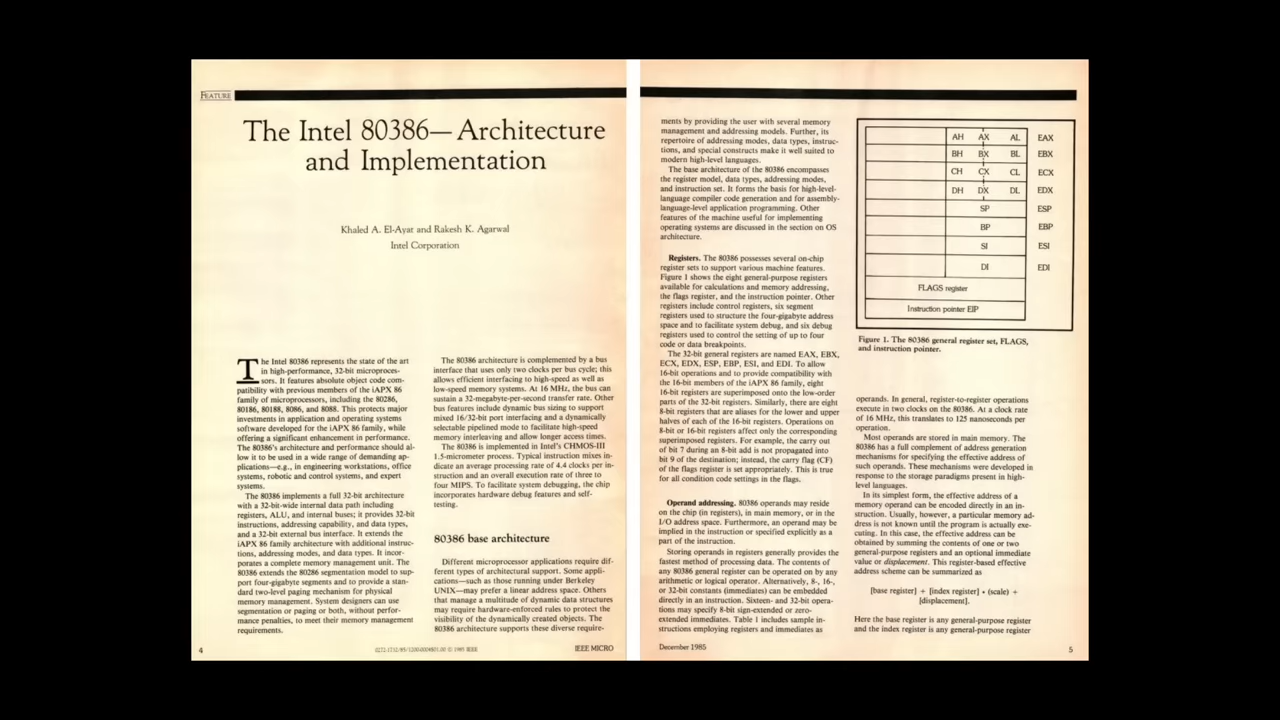 FEATURE
The Intel 80386—Architecture
and Implementation
Khaled A. El-Ayat and Rakesh K. Agarwal
Intel Corporation
The Intel 80386 represents the state of the art
in high-performance, 32-bit microproces-
sors. It features absolute object code com-
patibility with previous members of the iAPX 86
family of microprocessors, including the 80286,
80186, 80188, 8086, and 8088. This protects major
investments in application and operating systems
software developed for the iAPX 86 family, while
offering a significant enhancement in performance.
The 80386's architecture and performance should al-
low it to be used in a wide range of demanding ap-
plications—e.g., in engineering workstations, office
systems, robotic and control systems, and expert
systems.
The 80386 implements a full 32-bit architecture
with a 32-bit-wide internal data path including
registers, ALU, and internal buses; it provides 32-bit
instructions, addressing capability, and data types,
and a 32-bit external bus interface. It extends the
iAPX 86 family architecture with additional instruc-
tions, addressing modes, and data types. It incor-
porates a complete memory management unit. The
80386 extends the 80286 segmentation model to sup-
port four-gigabyte segments and to provide a stan-
dard two-level paging mechanism for physical
memory management. System designers can use
segmentation or paging or both, without perfor-
mance penalties, to meet their memory management
requirements.
The 80386 architecture is complemented by a bus
interface that uses only two clocks per bus cycle; this
allows efficient interfacing to high-speed as well as
low-speed memory systems. At 16 MHz, the bus can
sustain a 32-megabyte-per-second transfer rate. Other
bus features include dynamic bus sizing to support
mixed 16/32-bit port interfacing and a dynamically
selectable pipelined mode to facilitate high-speed
memory interleaving and allow longer access times.
The 80386 is implemented in Intel's CHMOS-III
1.5-micrometer process. Typical instruction mixes in-
dicate an average processing rate of 4.4 clocks per in-
struction and an overall execution rate of three to
four MIPS. To facilitate system debugging, the chip
incorporates hardware debug features and self-
testing.
80386 base architecture
Different microprocessor applications require dif-
ferent types of architectural support. Some appli-
cations—such as those running under Berkeley
UNIX—may prefer a linear address space. Others
that manage a multitude of dynamic data structures
may require hardware-enforced rules to protect the
visibility of the dynamically created objects. The
80386 architecture supports these diverse require-
4
© 1985 IEEE
IEEE MICRO
ments by providing the user with several memory
management and addressing models. Further, its
repertoire of addressing modes, data types, instruc-
tions, and special constructs make it well suited to
modern high-level languages.
The base architecture of the 80386 encompasses
the register model, data types, addressing modes,
and instruction set. It forms the basis for high-level-
language compiler code generation and for assembly-
language-level application programming. Other
features of the machine useful for implementing
operating systems are discussed in the section on OS
architecture.
Registers. The 80386 possesses several on-chip
register sets to support various machine features.
Figure 1 shows the eight general-purpose registers
available for calculations and memory addressing,
the flags register, and the instruction pointer. Other
registers include control registers, six segment
registers used to structure the four-gigabyte address
space and to facilitate system debug, and six debug
registers used to control the setting of up to four
code or data breakpoints.
The 32-bit general registers are named EAX, EBX,
ECX, EDX, ESP, EBP, ESI, and EDI. To allow
16-bit operations and to provide compatibility with
the 16-bit members of the iAPX 86 family, eight
16-bit registers are superimposed onto the low-order
parts of the 32-bit registers. Similarly, there are eight
8-bit registers that are aliases for the lower and upper
halves of each of the 16-bit registers. Operations on
8-bit or 16-bit registers affect only the corresponding
superimposed registers. For example, the carry out
of bit 7 during an 8-bit add is not propagated into
bit 9 of the destination; instead, the carry flag (CF)
of the flags register is set appropriately. This is true
for all condition code settings in the flags.
Operand addressing. 80386 operands may reside
on the chip (in registers), in main memory, or in the
I/O address space. Furthermore, an operand may be
implied in the instruction or specified explicitly as a
part of the instruction.
Storing operands in registers generally provides the
fastest method of processing data. The contents of
any 80386 general register can be operated on by any
arithmetic or logical operator. Alternatively, 8-, 16-,
or 32-bit constants (immediates) can be embedded
directly in an instruction. Sixteen- and 32-bit opera-
tions may specify 8-bit sign-extended or zero-
extended immediates. Table 1 includes sample in-
structions employing registers and immediates as
AH AX AL EAX
BH BX BL EBX
CH CX CL ECX
DH DX DL EDX
SP ESP
BP EBP
SI ESI
DI EDI
FLAGS register
Instruction pointer EIP
Figure 1. The 80386 general register set, FLAGS,
and instruction pointer.
operands. In general, register-to-register operations
execute in two clocks on the 80386. At a clock rate
of 16 MHz, this translates to 125 nanoseconds per
operation.
Most operands are stored in main memory. The
80386 has a full complement of address generation
mechanisms for specifying the effective address of
such operands. These mechanisms were developed in
response to the storage paradigms present in high-
level languages.
In its simplest form, the effective address of a
memory operand can be encoded directly in an in-
struction. Usually, however, a particular memory ad-
dress is not known until the program is actually exe-
cuting. In this case, the effective address can be
obtained by summing the contents of one or two
general-purpose registers and an optional immediate
value or displacement. This register-based effective
address scheme can be summarized as
[base register] + [index register] * (scale) +
[displacement].
Here the base register is any general-purpose register
and the index register is any general-purpose register
December 1985
5